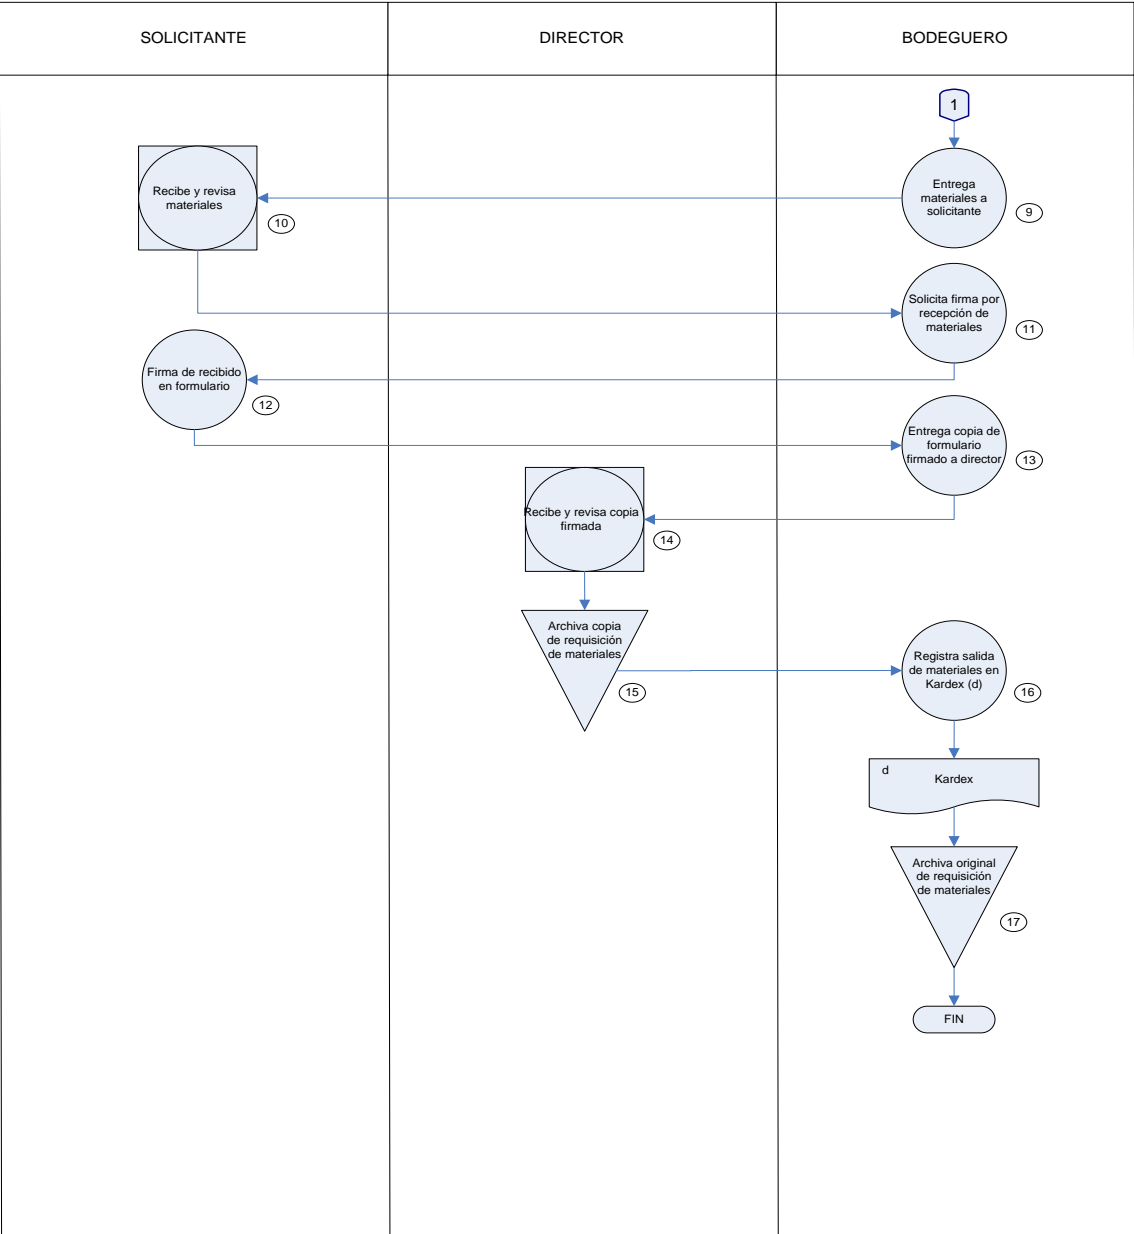 SOLICITANTE
DIRECTOR
BODEGUERO
1
Entrega
materiales a
solicitante
9
Recibe y revisa
materiales
10
Solicita firma por
recepción de
materiales
11
Firma de recibido
en formulario
12
Entrega copia de
formulario
firmado a director
13
Recibe y revisa copia
firmada
14
Archiva copia
de requisición
de materiales
15
Registra salida
de materiales en
Kardex (d)
16
d
Kardex
Archiva original
de requisición
de materiales
17
FIN